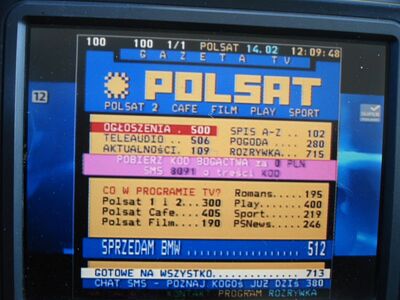 100 100 1/1 POLSAT 14.02 12:09:48
GAZETA TV
POLSAT
POLSAT 2 CAFE FILM PLAY SPORT
12
SUPER
OGŁOSZENIA . 500 SPIS A-Z .. 102
TELEAUDIO .. 506 POGODA .... 280
AKTUALNOŚCI. 109 ROZRYWKA... 715
POBIERZ KOD BOGACTWA za 0 PLN
SMS 8091 o treści KOD
CO W PROGRAMIE TV? Romans.....195
Polsat 1 i 2...300 Play.......400
Polsat Cafe....405 Sport......219
Polsat Film....190 PSNews.....246
SPRZEDAM BMW 512
GOTOWE NA WSZYSTKO........... 713
CHAT SMS - POZNAJ KOGOś JUż DZIś 380
KONTAKT PROGRAM ROZRYWKA